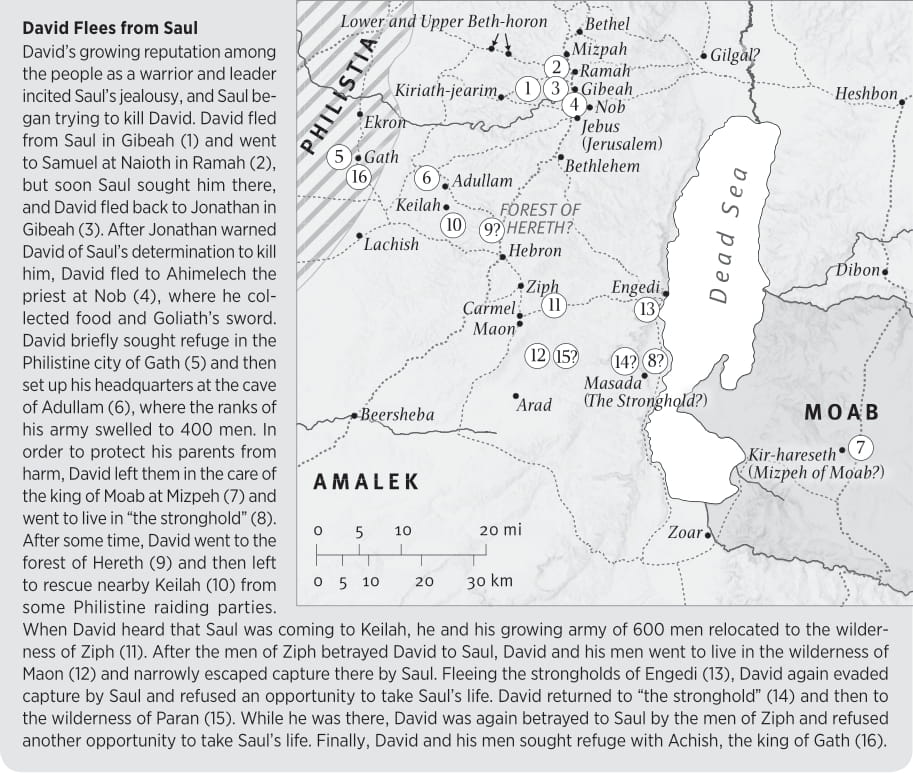 David Flees from Saul
David’s growing reputation among
the people as a warrior and leader
incited Saul’s jealousy, and Saul be-
gan trying to kill David. David fled
from Saul in Gibeah (1) and went
to Samuel at Naioth in Ramah (2),
but soon Saul sought him there,
and David fled back to Jonathan in
Gibeah (3). After Jonathan warned
David of Saul’s determination to kill
him, David fled to Ahimelech the
priest at Nob (4), where he col-
lected food and Goliath’s sword.
David briefly sought refuge in the
Philistine city of Gath (5) and then
set up his headquarters at the cave
of Adullam (6), where the ranks of
his army swelled to 400 men. In
order to protect his parents from
harm, David left them in the care of
the king of Moab at Mizpeh (7) and
went to live in “the stronghold” (8).
After some time, David went to the
forest of Hereth (9) and then left
to rescue nearby Keilah (10) from
some Philistine raiding parties.
When David heard that Saul was coming to Keilah, he and his growing army of 600 men relocated to the wilder-
ness of Ziph (11). After the men of Ziph betrayed David to Saul, David and his men went to live in the wilderness of
Maon (12) and narrowly escaped capture there by Saul. Fleeing the strongholds of Engedi (13), David again evaded
capture by Saul and refused an opportunity to take Saul’s life. David returned to “the stronghold” (14) and then to
the wilderness of Paran (15). While he was there, David was again betrayed to Saul by the men of Ziph and refused
another opportunity to take Saul’s life. Finally, David and his men sought refuge with Achish, the king of Gath (16).
Lower and Upper Beth-horon
Bethel
Mizpah
Gilgal?
2
Ramah
Kiriath-jearim
1
3
Gibeah
Heshbon
4
Nob
PHILISTIA
Ekron
Jebus
(Jerusalem)
5
Gath
Bethlehem
16
6
Adullam
Keilah
FOREST OF
10
9?
HERETH?
Lachish
Hebron
Dead Sea
Dibon
Ziph
Engedi
Carmel
11
13
Maon
12
15?
14?
8?
Masada
(The Stronghold?)
Arad
Beersheba
MOAB
7
Kir-hareseth
(Mizpeh of Moab?)
AMALEK
0 5 10 20 mi
0 5 10 20 30 km
Zoar